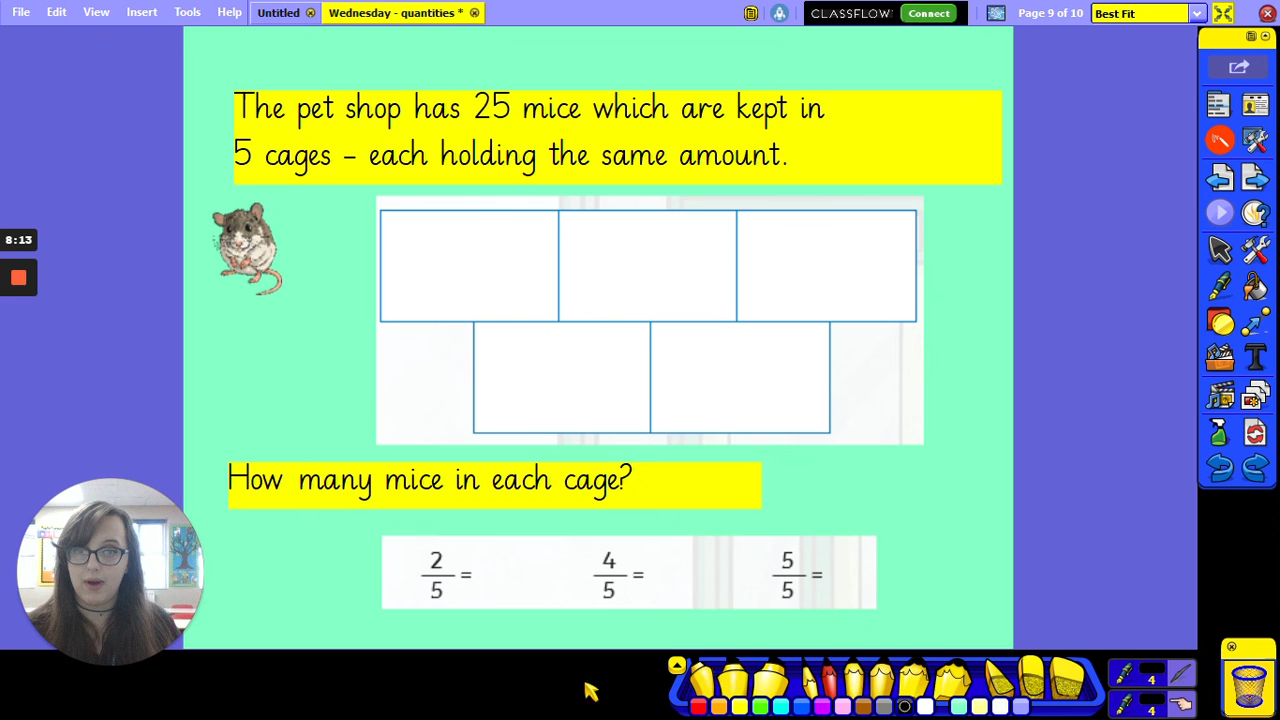 File Edit View Insert Tools Help Untitled Wednesday - quantities * CLASSFLOW Connect Page 9 of 10 Best Fit
The pet shop has 25 mice which are kept in
5 cages – each holding the same amount.
8:13
How many mice in each cage?
2/5 = 4/5 = 5/5 =
4
4